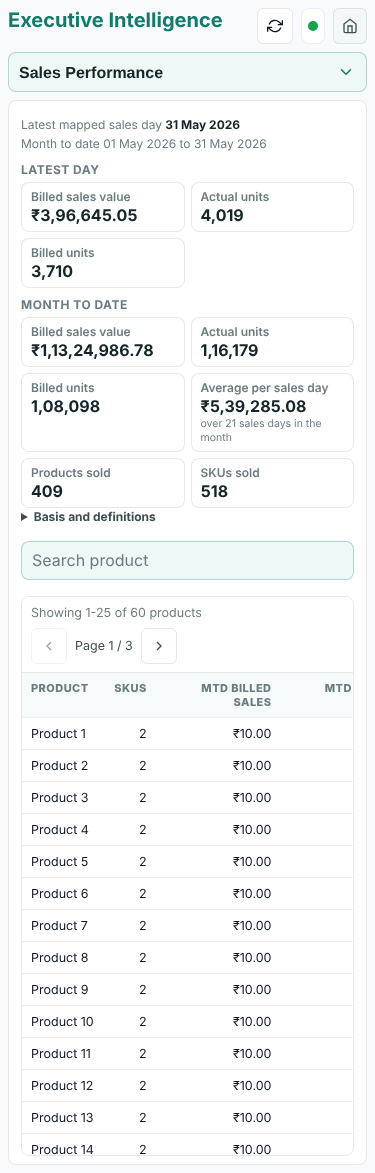 Executive Intelligence
Sales Performance
Latest mapped sales day 31 May 2026
Month to date 01 May 2026 to 31 May 2026
LATEST DAY
Billed sales value
₹3,96,645.05
Actual units
4,019
Billed units
3,710
MONTH TO DATE
Billed sales value
₹1,13,24,986.78
Actual units
1,16,179
Billed units
1,08,098
Average per sales day
₹5,39,285.08
over 21 sales days in the
month
Products sold
409
SKUs sold
518
Basis and definitions
Search product
Showing 1-25 of 60 products
Page 1 / 3
PRODUCT SKUS MTD BILLED SALES MTD
Product 1 2 ₹10.00
Product 2 2 ₹10.00
Product 3 2 ₹10.00
Product 4 2 ₹10.00
Product 5 2 ₹10.00
Product 6 2 ₹10.00
Product 7 2 ₹10.00
Product 8 2 ₹10.00
Product 9 2 ₹10.00
Product 10 2 ₹10.00
Product 11 2 ₹10.00
Product 12 2 ₹10.00
Product 13 2 ₹10.00
Product 14 2 ₹10.00